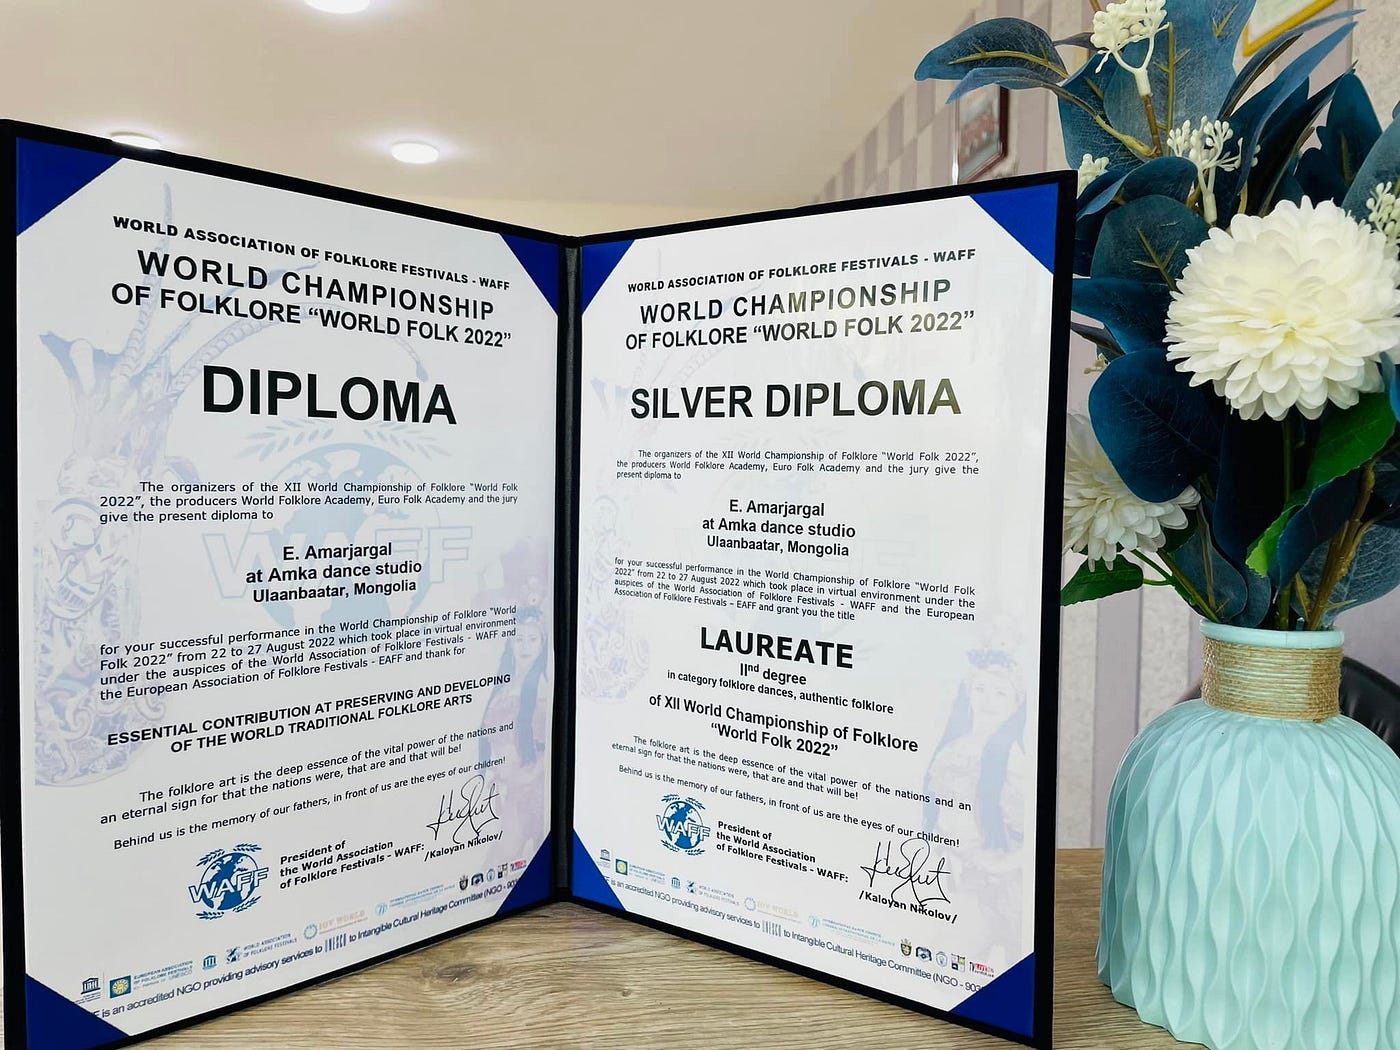 WORLD ASSOCIATION OF FOLKLORE FESTIVALS - WAFF
WORLD CHAMPIONSHIP
OF FOLKLORE “WORLD FOLK 2022”
DIPLOMA
The organizers of the XII World Championship of Folklore “World Folk
2022”, the producers World Folklore Academy, Euro Folk Academy and the jury
give the present diploma to
E. Amarjargal
at Amka dance studio
Ulaanbaatar, Mongolia
for your successful performance in the World Championship of Folklore “World
Folk 2022” from 22 to 27 August 2022 which took place in virtual environment
under the auspices of the World Association of Folklore Festivals - WAFF and
the European Association of Folklore Festivals - EAFF and thank for
ESSENTIAL CONTRIBUTION AT PRESERVING AND DEVELOPING
OF THE WORLD TRADITIONAL FOLKLORE ARTS
The folklore art is the deep essence of the vital power of the nations and
an eternal sign for that the nations were, that are and that will be!
Behind us is the memory of our fathers, in front of us are the eyes of our children!
WAFF
President of
the World Association
of Folklore Festivals - WAFF:
/Kaloyan Nikolov/
EUROPEAN ASSOCIATION
OF FOLKLORE FESTIVALS
WORLD ASSOCIATION
OF FOLKLORE FESTIVALS
IOV WORLD
is an accredited NGO providing advisory services to
to Intangible Cultural Heritage Committee (NGO - 90
WORLD ASSOCIATION OF FOLKLORE FESTIVALS - WAFF
WORLD CHAMPIONSHIP
OF FOLKLORE “WORLD FOLK 2022”
SILVER DIPLOMA
The organizers of the XII World Championship of Folklore “World Folk 2022”,
the producers World Folklore Academy, Euro Folk Academy and the jury give the
present diploma to
E. Amarjargal
at Amka dance studio
Ulaanbaatar, Mongolia
for your successful performance in the World Championship of Folklore “World Folk
2022” from 22 to 27 August 2022 which took place in virtual environment under the
auspices of the World Association of Folklore Festivals - WAFF and the European
Association of Folklore Festivals – EAFF and grant you the title
LAUREATE
IInd degree
in category folklore dances, authentic folklore
of XII World Championship of Folklore
“World Folk 2022”
The folklore art is the deep essence of the vital power of the nations and an
eternal sign for that the nations were, that are and that will be!
Behind us is the memory of our fathers, in front of us are the eyes of our children!
WAFF
President of
the World Association
of Folklore Festivals - WAFF:
/Kaloyan Nikolov/
IOV WORLD
is an accredited NGO providing advisory services to
to Intangible Cultural Heritage Committee (NGO - 90